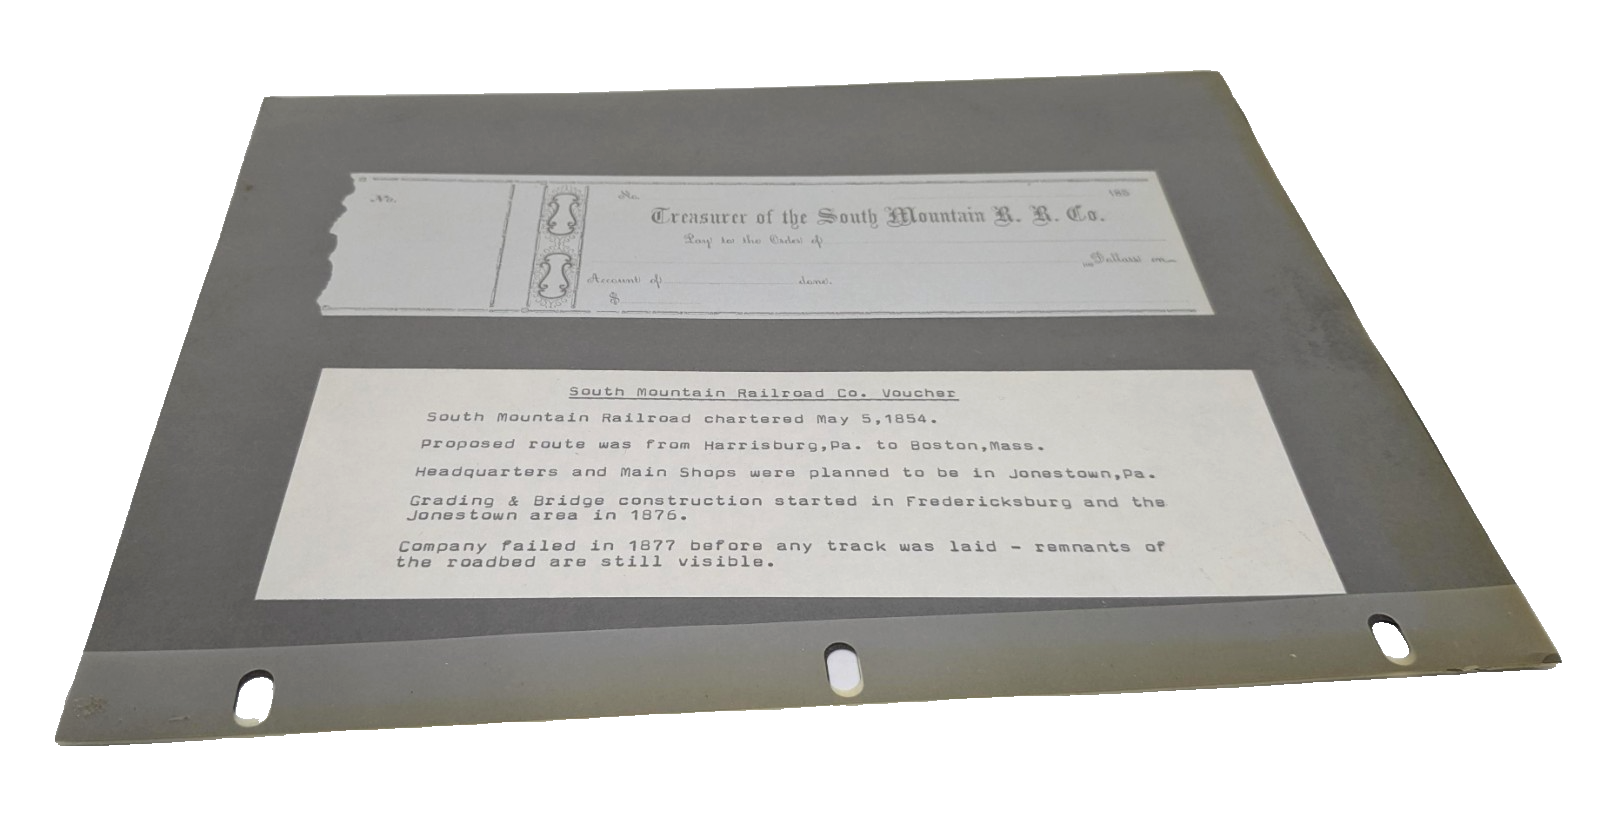 No.
No. 185
Treasurer of the South Mountain R. R. Co.
Pay to the Order of
Dollars on
Account of done.
$
South Mountain Railroad Co. Voucher
South Mountain Railroad chartered May 5,1854.
Proposed route was from Harrisburg,Pa. to Boston,Mass.
Headquarters and Main Shops were planned to be in Jonestown,Pa.
Grading & Bridge construction started in Fredericksburg and the
Jonestown area in 1876.
Company failed in 1877 before any track was laid - remnants of
the roadbed are still visible.